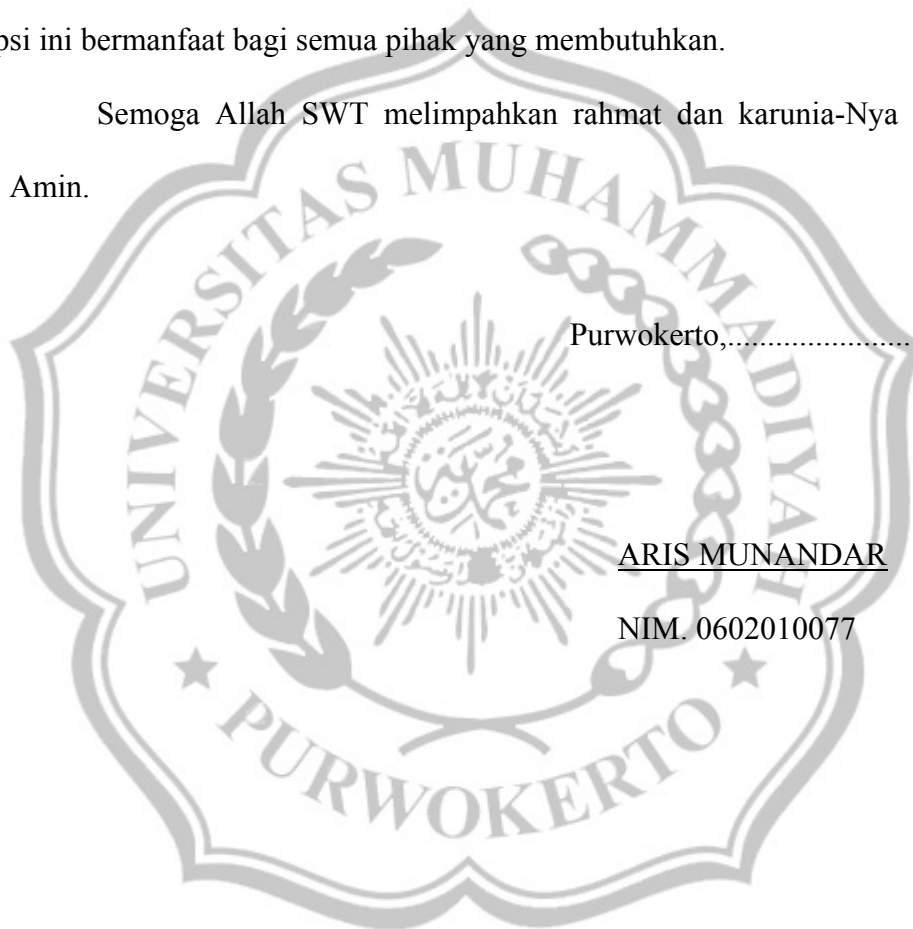 psi ini bermanfaat bagi semua pihak yang membutuhkan.
Semoga Allah SWT melimpahkan rahmat dan karunia-Nya
Amin.
UNIVERSITAS MUHAMMADIYAH
Purwokerto,......................
ARIS MUNANDAR
NIM. 0602010077
PURWOKERTO